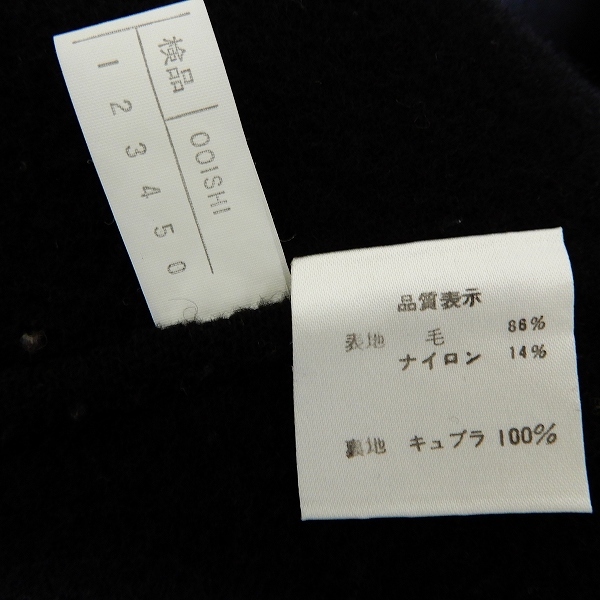 検品
OOISHI
1 2 3 4 5 0
品質表示
表地 毛 86%
ナイロン 14%
裏地 キュプラ 100%